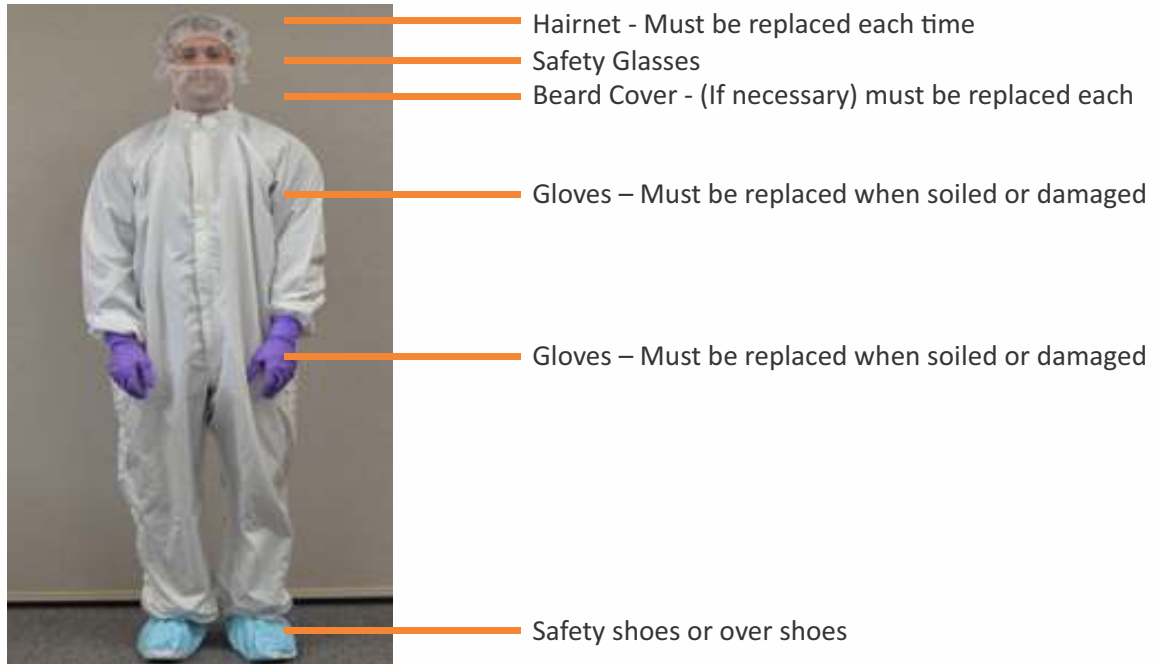 Hairnet - Must be replaced each time
Safety Glasses
Beard Cover - (If necessary) must be replaced each
Gloves – Must be replaced when soiled or damaged
Gloves – Must be replaced when soiled or damaged
Safety shoes or over shoes